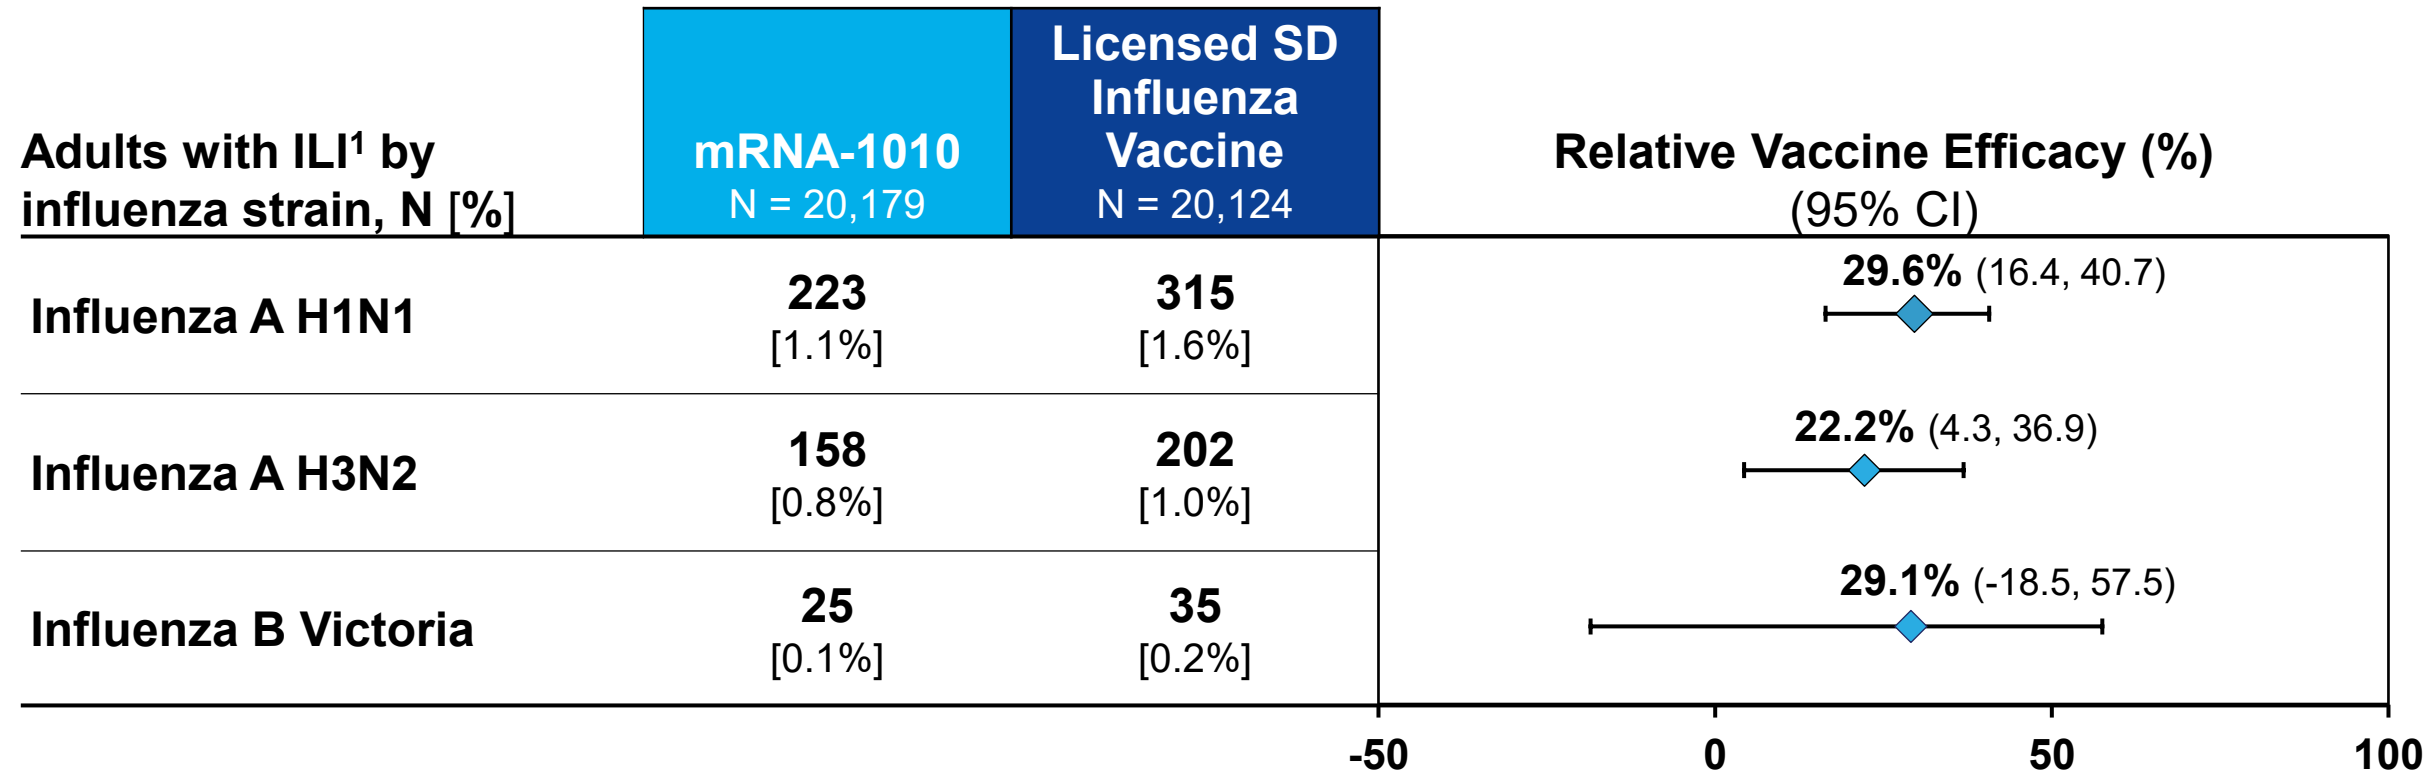 Adults with ILI¹ by
influenza strain, N [%]
mRNA-1010
N = 20,179
Licensed SD
Influenza
Vaccine
N = 20,124
Relative Vaccine Efficacy (%)
(95% CI)
Influenza A H1N1
223
[1.1%]
315
[1.6%]
29.6% (16.4, 40.7)
Influenza A H3N2
158
[0.8%]
202
[1.0%]
22.2% (4.3, 36.9)
Influenza B Victoria
25
[0.1%]
35
[0.2%]
29.1% (-18.5, 57.5)
-50 0 50 100